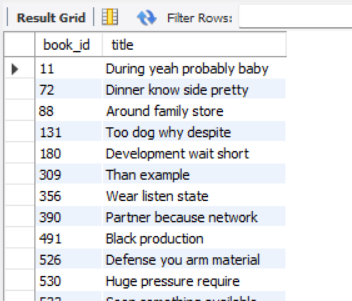 Result Grid Filter Rows:
book_id title
11 During yeah probably baby
72 Dinner know side pretty
88 Around family store
131 Too dog why despite
180 Development wait short
309 Than example
356 Wear listen state
390 Partner because network
491 Black production
526 Defense you arm material
530 Huge pressure require